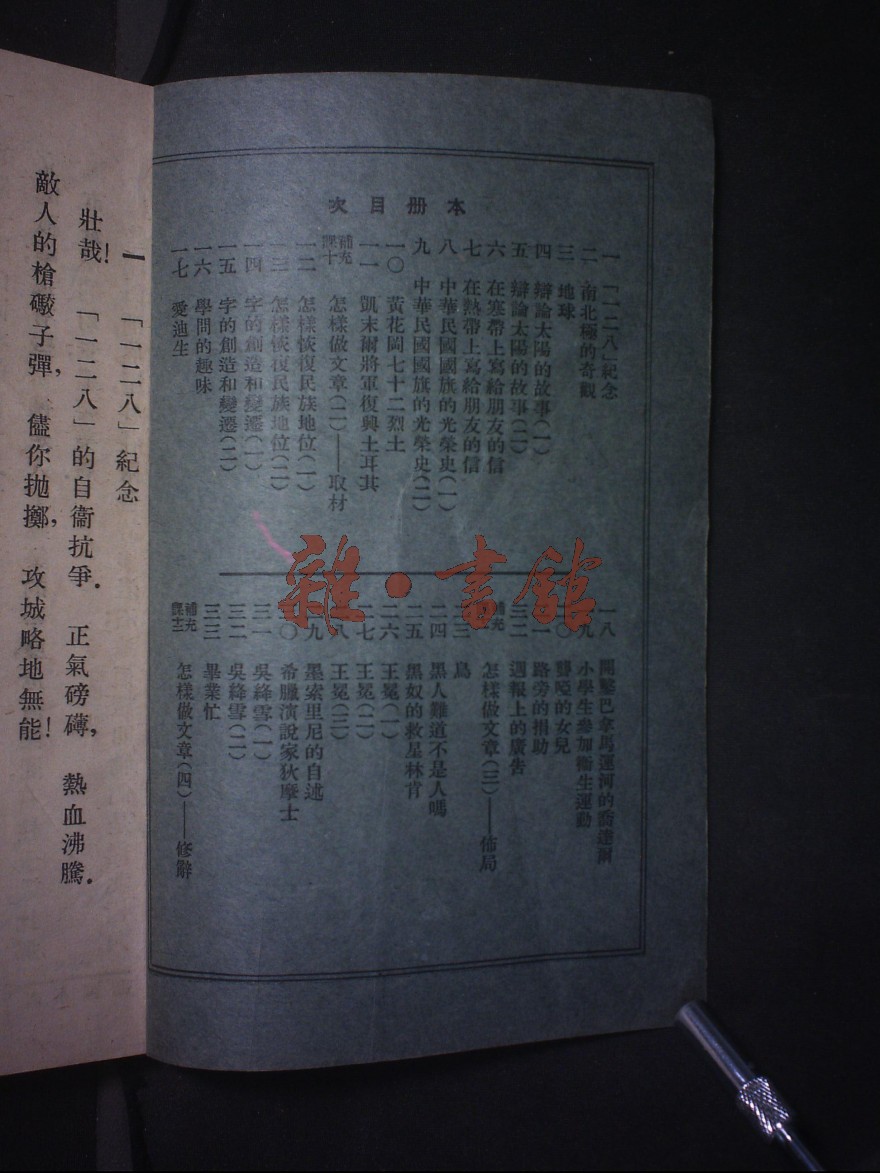 本册目次
一 「一二八」紀念
二 南北極的奇觀
三 地球
四 辯論太陽的故事(一)
五 辯論太陽的故事(二)
六 在寒帶上寫給朋友的信
七 在熱帶上寫給朋友的信
八 中華民國國旗的光榮史(一)
九 中華民國國旗的光榮史(二)
一〇 黃花岡七十二烈士
一一 凱末爾將軍復興土耳其
補充課十 怎樣做文章(二)——取材
一二 怎樣恢復民族地位(一)
一三 怎樣恢復民族地位(二)
一四 字的創造和變遷(一)
一五 字的創造和變遷(二)
一六 學問的趣味
一七 愛迪生
一八 開鑿巴拿馬運河的
九 小學生參加衞生運動
〇 聾啞的女兒
一 路旁的捐助
二二 週報上的廣告
補充 怎樣做文章(三)——佈局
三 鳥
二四 黑人難道不是人嗎
二五 黑奴的救星林肯
二六 王冕(一)
二七 王冕(二)
八 王冕(三)
九 墨索里尼的自述
〇 希臘演說家狄摩士
三一 吳絳雪(一)
三二 吳絳雪(二)
三三 畢業忙
補充課十二 怎樣做文章(四)——修辭
雜·書館
一 「一二八」紀念
壯哉!「一二八」的自衞抗爭.正氣磅礴,熱血沸騰.
敵人的槍礮子彈,儘你拋擲,攻城略地無能!